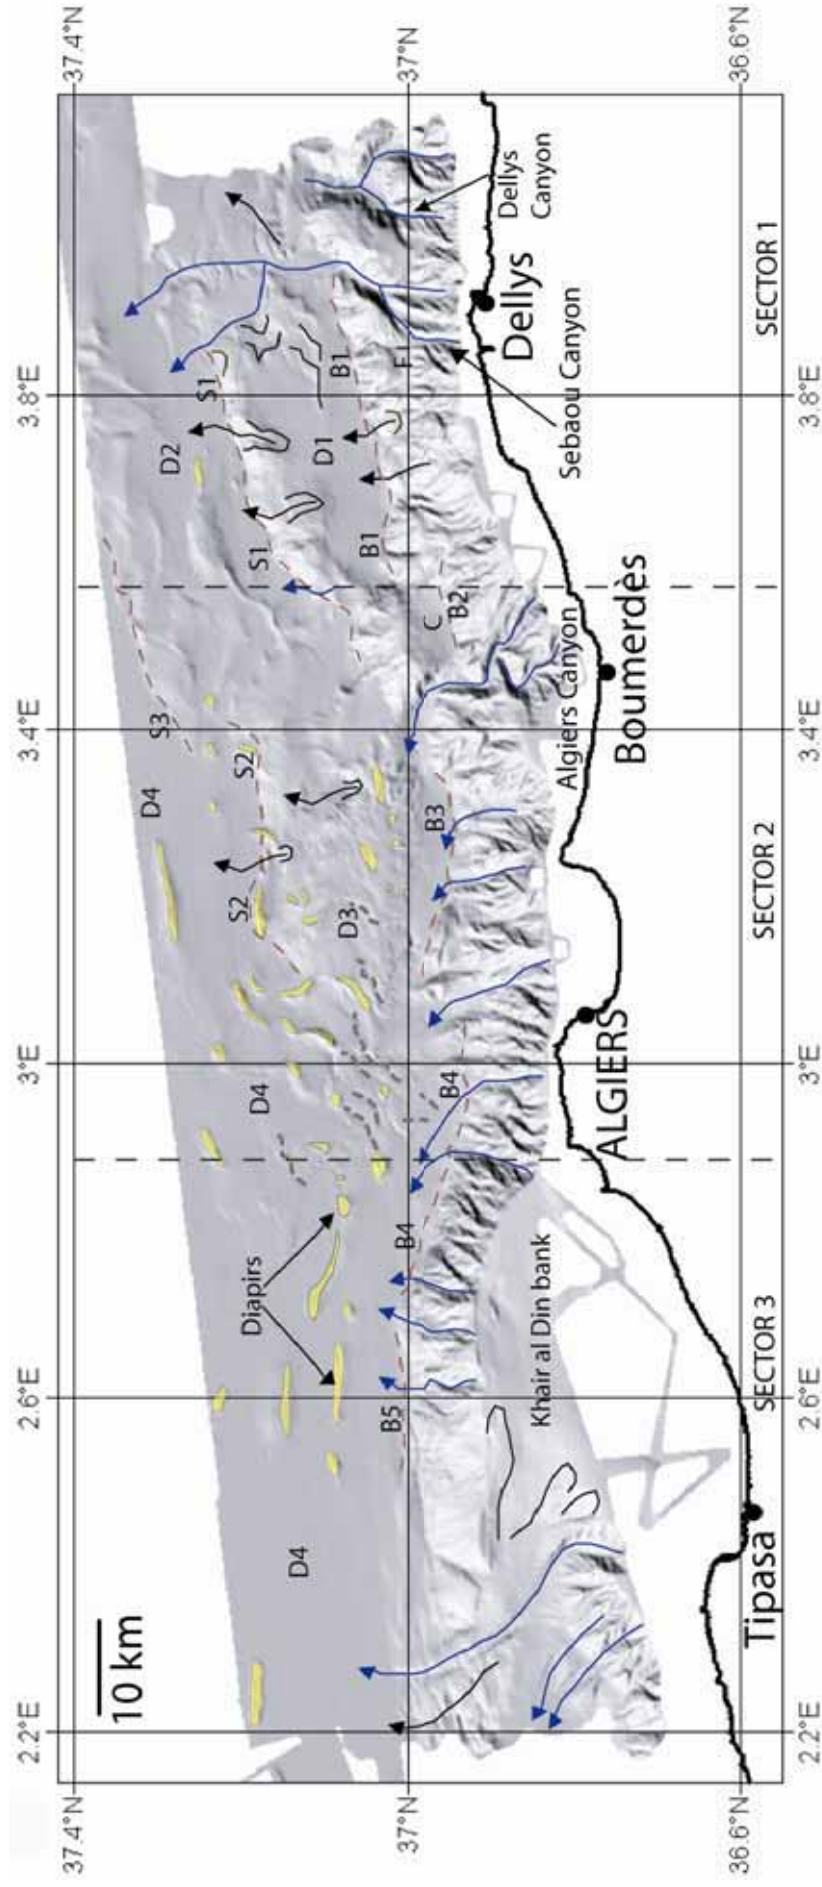 2.2°E
2.6°E
3°E
3.4°E
3.8°E
37.4°N
37.4°N
10 km
D4
Diapirs
D4
D4
S3
D2
S1
S2
S2
S1
D3
D1
B1
B1
37°N
37°N
B5
B4
B4
B3
C
B2
Khair al Din bank
Algiers Canyon
Sebaou Canyon
Dellys
Canyon
Dellys
Tipasa
ALGIERS
Boumerdès
36.6°N
36.6°N
SECTOR 3
SECTOR 2
SECTOR 1
2.2°E
2.6°E
3°E
3.4°E
3.8°E